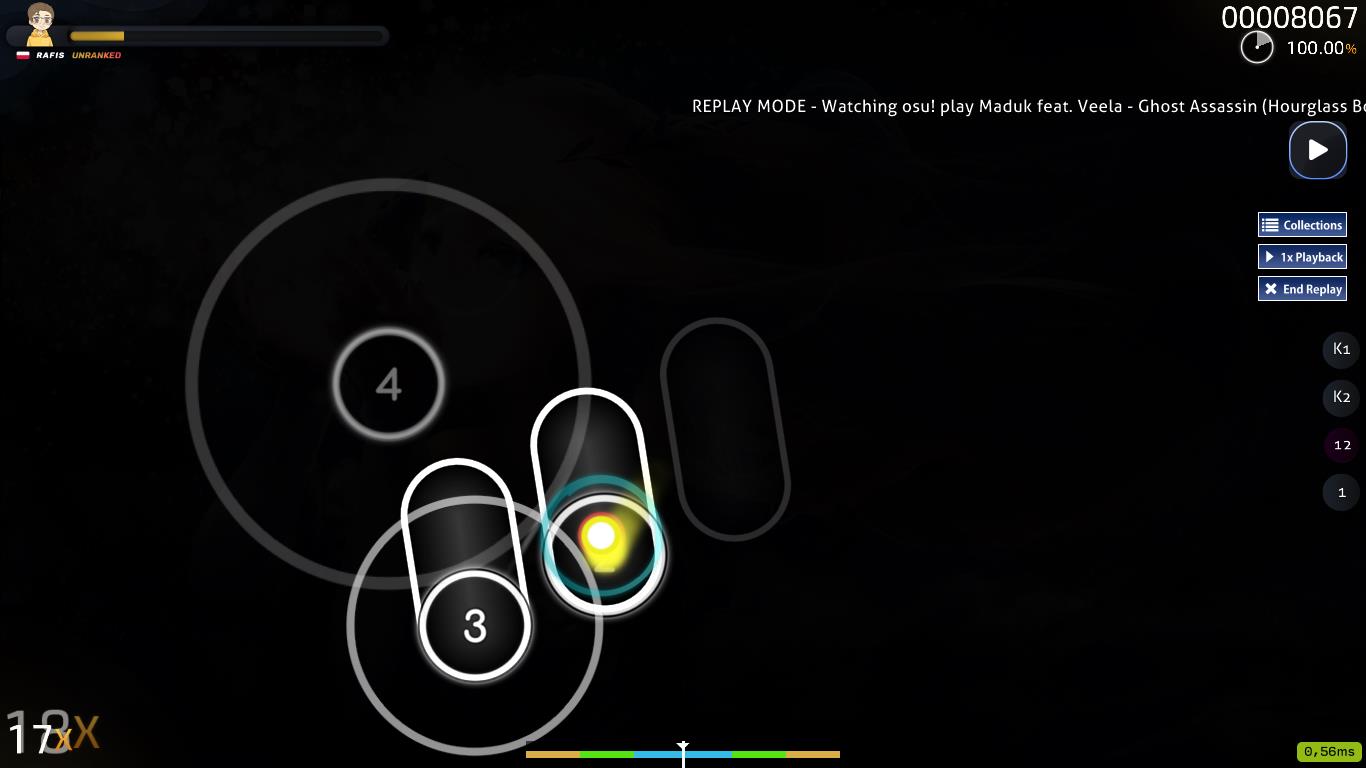 00008067
100.00%
RAFIS UNRANKED
REPLAY MODE - Watching osu! play Maduk feat. Veela - Ghost Assassin (Hourglass
Collections
1x Playback
End Replay
K1
K2
12
1
4
3
18X
17x
0,56ms